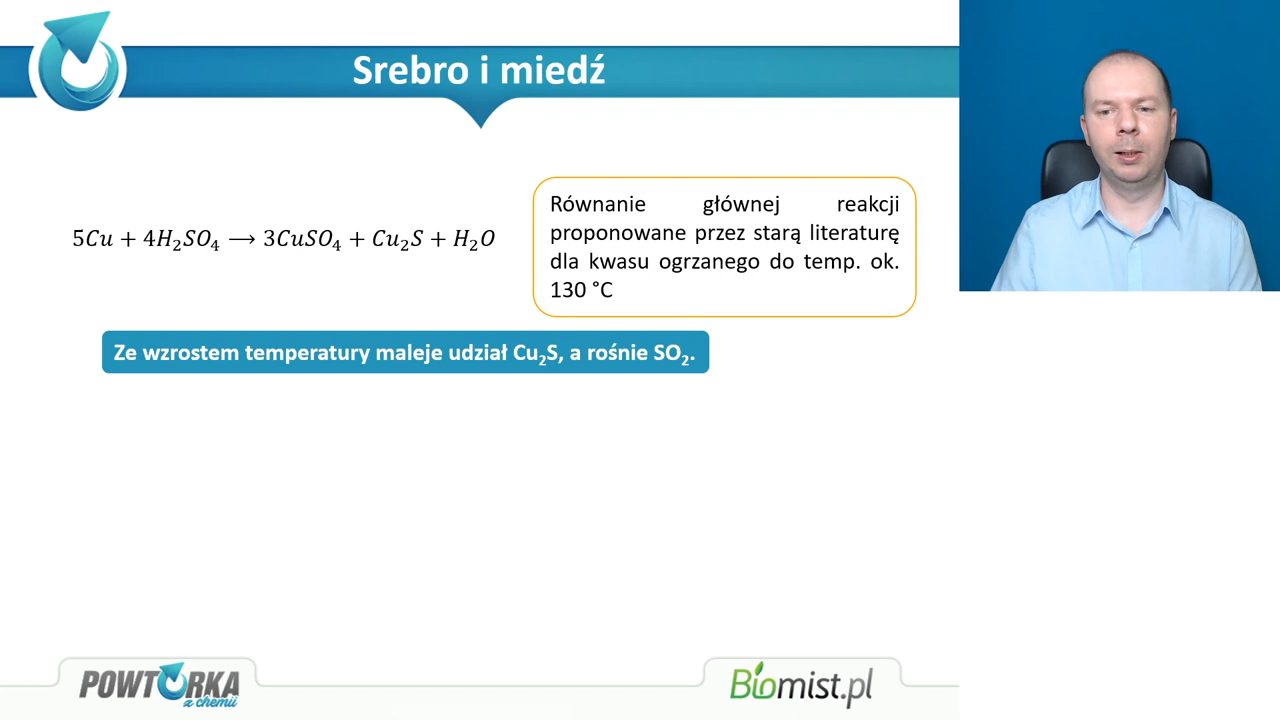 Srebro i miedź
5Cu + 4H₂SO₄ ⟶ 3CuSO₄ + Cu₂S + H₂O
Równanie głównej reakcji
proponowane przez starą literaturę
dla kwasu ogrzanego do temp. ok.
130 °C
Ze wzrostem temperatury maleje udział Cu₂S, a rośnie SO₂.
POWTÓRKA
z chemii
Biomist.pl